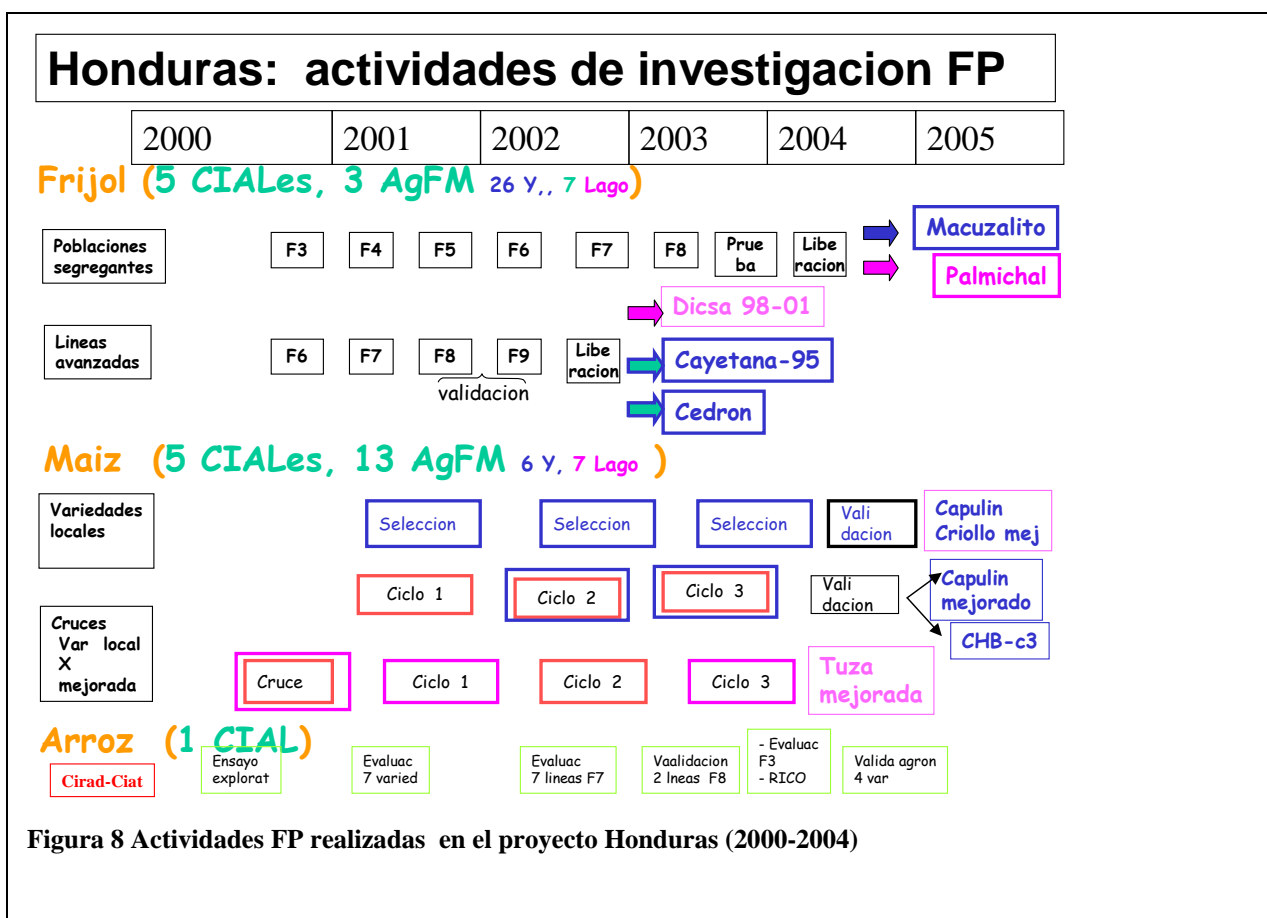 Honduras: actividades de investigacion FP
2000 2001 2002 2003 2004 2005
Frijol (5 CIALes, 3 AgFM 26 Y,, 7 Lago)
Poblaciones
segregantes
F3 F4 F5 F6 F7 F8
Prue
ba
Libe
racion
Macuzalito
Palmichal
Dicsa 98-01
Lineas
avanzadas
F6 F7 F8 F9
Libe
racion
validacion
Cayetana-95
Cedron
Maiz (5 CIALes, 13 AgFM 6 Y, 7 Lago )
Variedades
locales
Seleccion Seleccion Seleccion
Vali
dacion
Capulin
Criollo mej
Ciclo 1 Ciclo 2 Ciclo 3
Vali
dacion
Capulin
mejorado
CHB-c3
Cruces
Var local
X
mejorada
Cruce Ciclo 1 Ciclo 2 Ciclo 3
Tuza
mejorada
Arroz (1 CIAL)
Cirad-Ciat
Ensayo
explorat
Evaluac
7 varied
Evaluac
7 lineas F7
Vaalidacion
2 lneas F8
- Evaluac
F3
- RICO
Valida agron
4 var
Figura 8 Actividades FP realizadas en el proyecto Honduras (2000-2004)